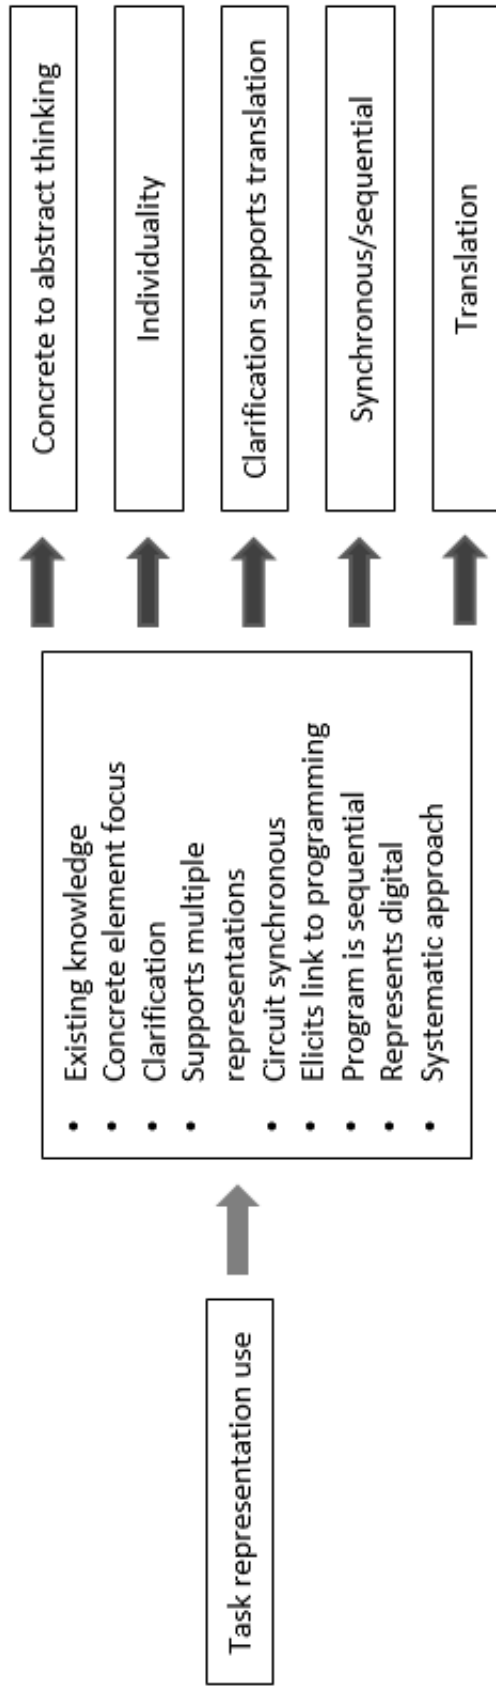 Task representation use
• Existing knowledge
• Concrete element focus
• Clarification
• Supports multiple
representations
• Circuit synchronous
• Elicits link to programming
• Program is sequential
• Represents digital
• Systematic approach
Concrete to abstract thinking
Individuality
Clarification supports translation
Synchronous/sequential
Translation